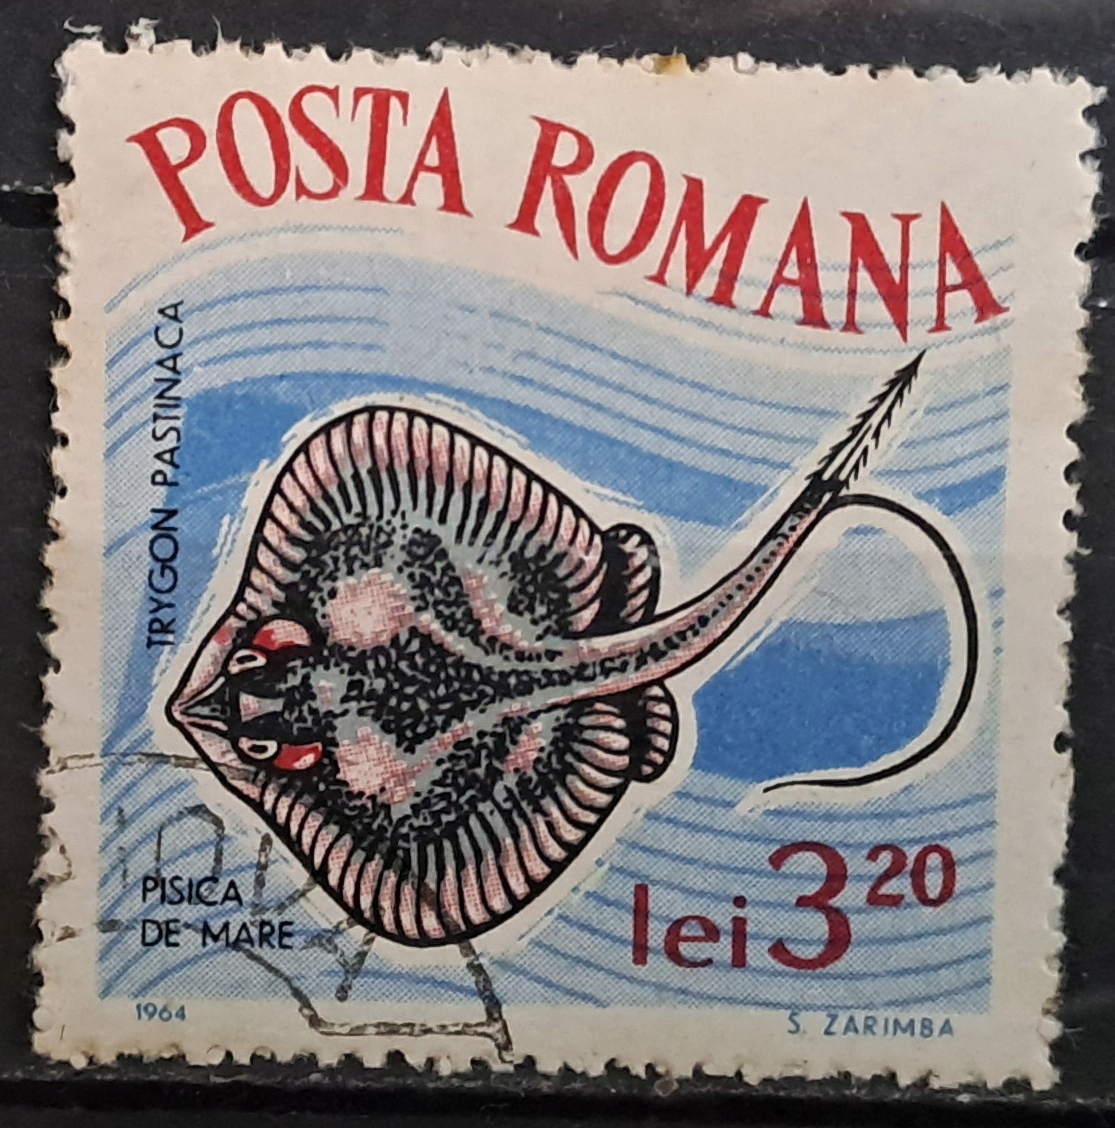 POSTA ROMANA
TRYGON PASTINACA
PISICA
DE MARE
lei 3 20
1964
S. ZARIMBA